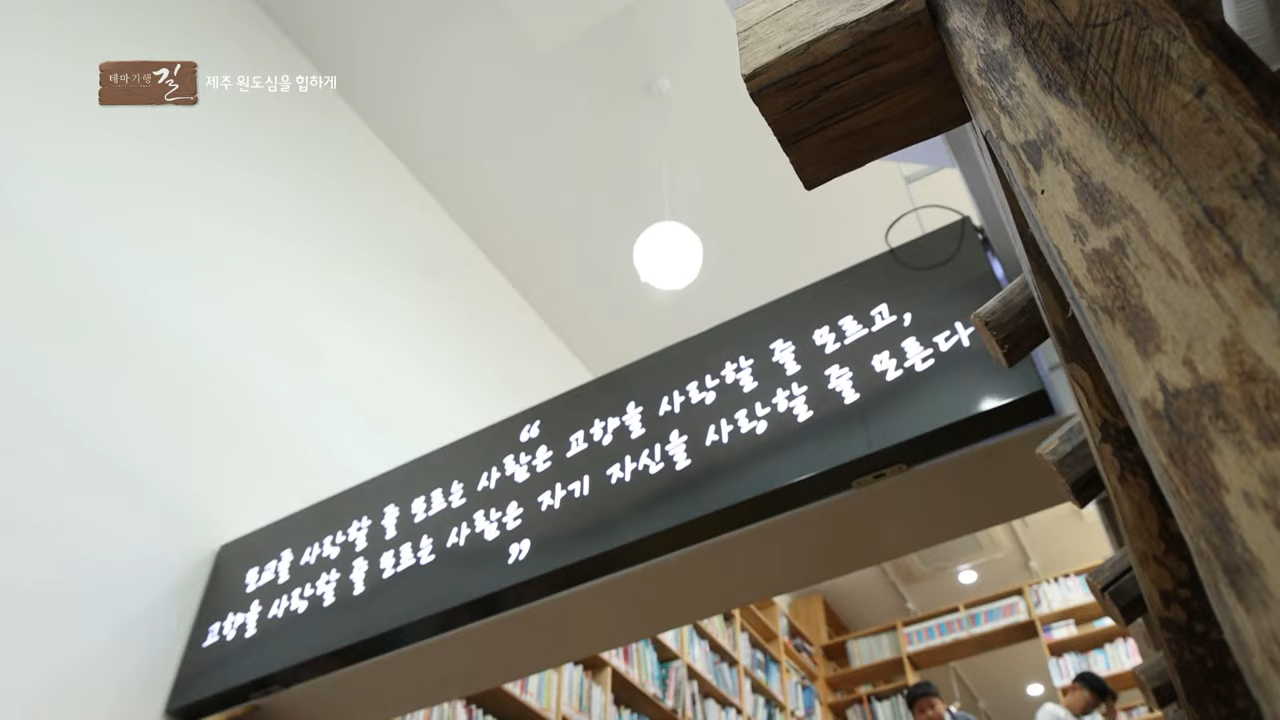 테마기행 길
제주 원도심을 힙하게
“
모교를 사랑할 줄 모르는 사람은 고향을 사랑할 줄 모르고,
고향을 사랑할 줄 모르는 사람은 자기 자신을 사랑할 줄 모른다
”